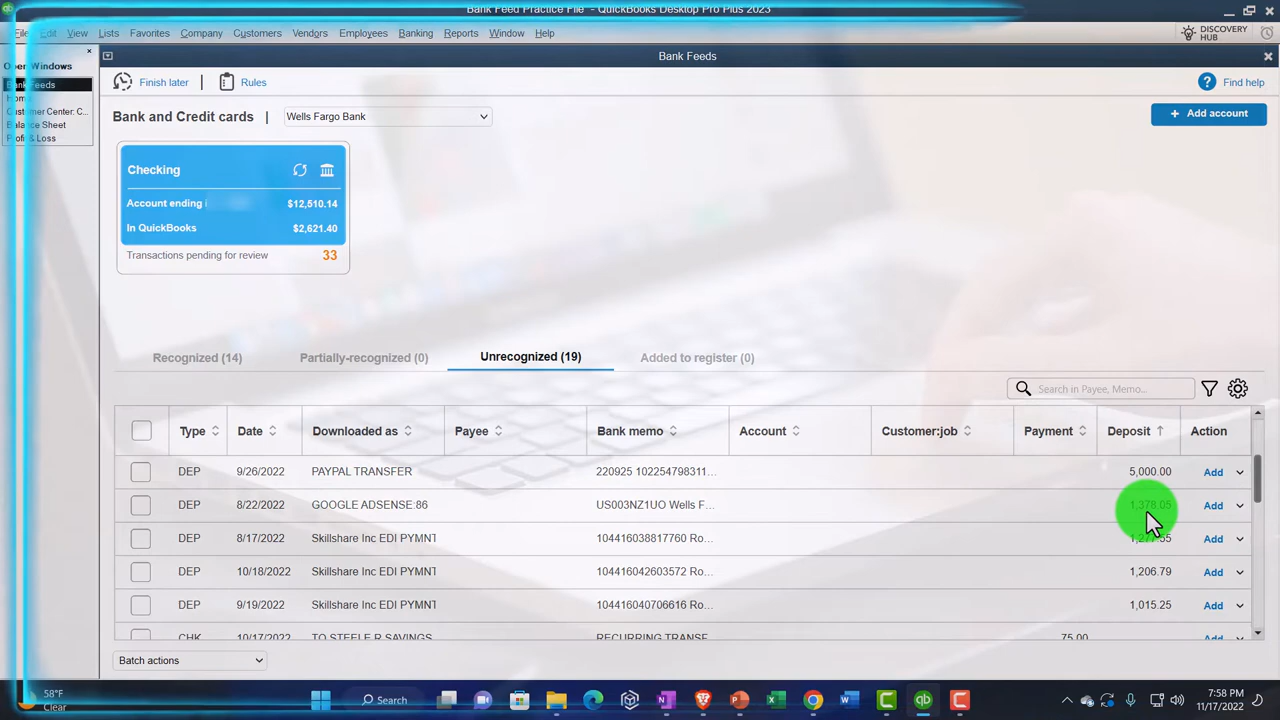 Bank Feed Practice File - QuickBooks Desktop Pro Plus 2023
File Edit View Lists Favorites Company Customers Vendors Employees Banking Reports Window Help
DISCOVERY HUB
Open Windows
Bank Feeds
Home
Customer Center: C...
Balance Sheet
Profit & Loss
Bank Feeds
Finish later | Rules
Find help
Bank and Credit cards | Wells Fargo Bank
+ Add account
Checking
Account ending $12,510.14
In QuickBooks $2,621.40
Transactions pending for review 33
Recognized (14) Partially-recognized (0) Unrecognized (19) Added to register (0)
Search in Payee, Memo...
Type Date Downloaded as Payee Bank memo Account Customer:job Payment Deposit Action
DEP 9/26/2022 PAYPAL TRANSFER 220925 102254798311... 5,000.00 Add
DEP 8/22/2022 GOOGLE ADSENSE:86 US003NZ1UO Wells F... 1,378.05 Add
DEP 8/17/2022 Skillshare Inc EDI PYMNT 104416038817760 Ro... 1,277.55 Add
DEP 10/18/2022 Skillshare Inc EDI PYMNT 104416042603572 Ro... 1,206.79 Add
DEP 9/19/2022 Skillshare Inc EDI PYMNT 104416040706616 Ro... 1,015.25 Add
CHK 10/17/2022 TO STEELE R SAVINGS RECURRING TRANSF 75.00 Add
Batch actions
58°F
Clear
Search
7:58 PM
11/17/2022